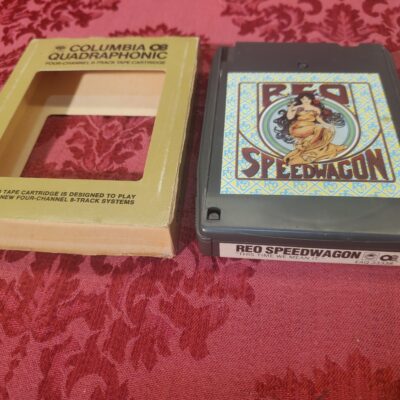 COLUMBIA
QUADRAPHONIC
FOUR-CHANNEL 8-TRACK TAPE CARTRIDGE
TAPE CARTRIDGE IS DESIGNED TO PLAY
NEW FOUR-CHANNEL 8-TRACK SYSTEMS
REO
SPEEDWAGON
REO SPEEDWAGON
THIS TIME WE MEAN IT